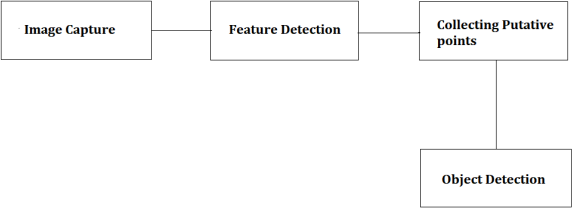 Image Capture
Feature Detection
Collecting Putative
points
Object Detection